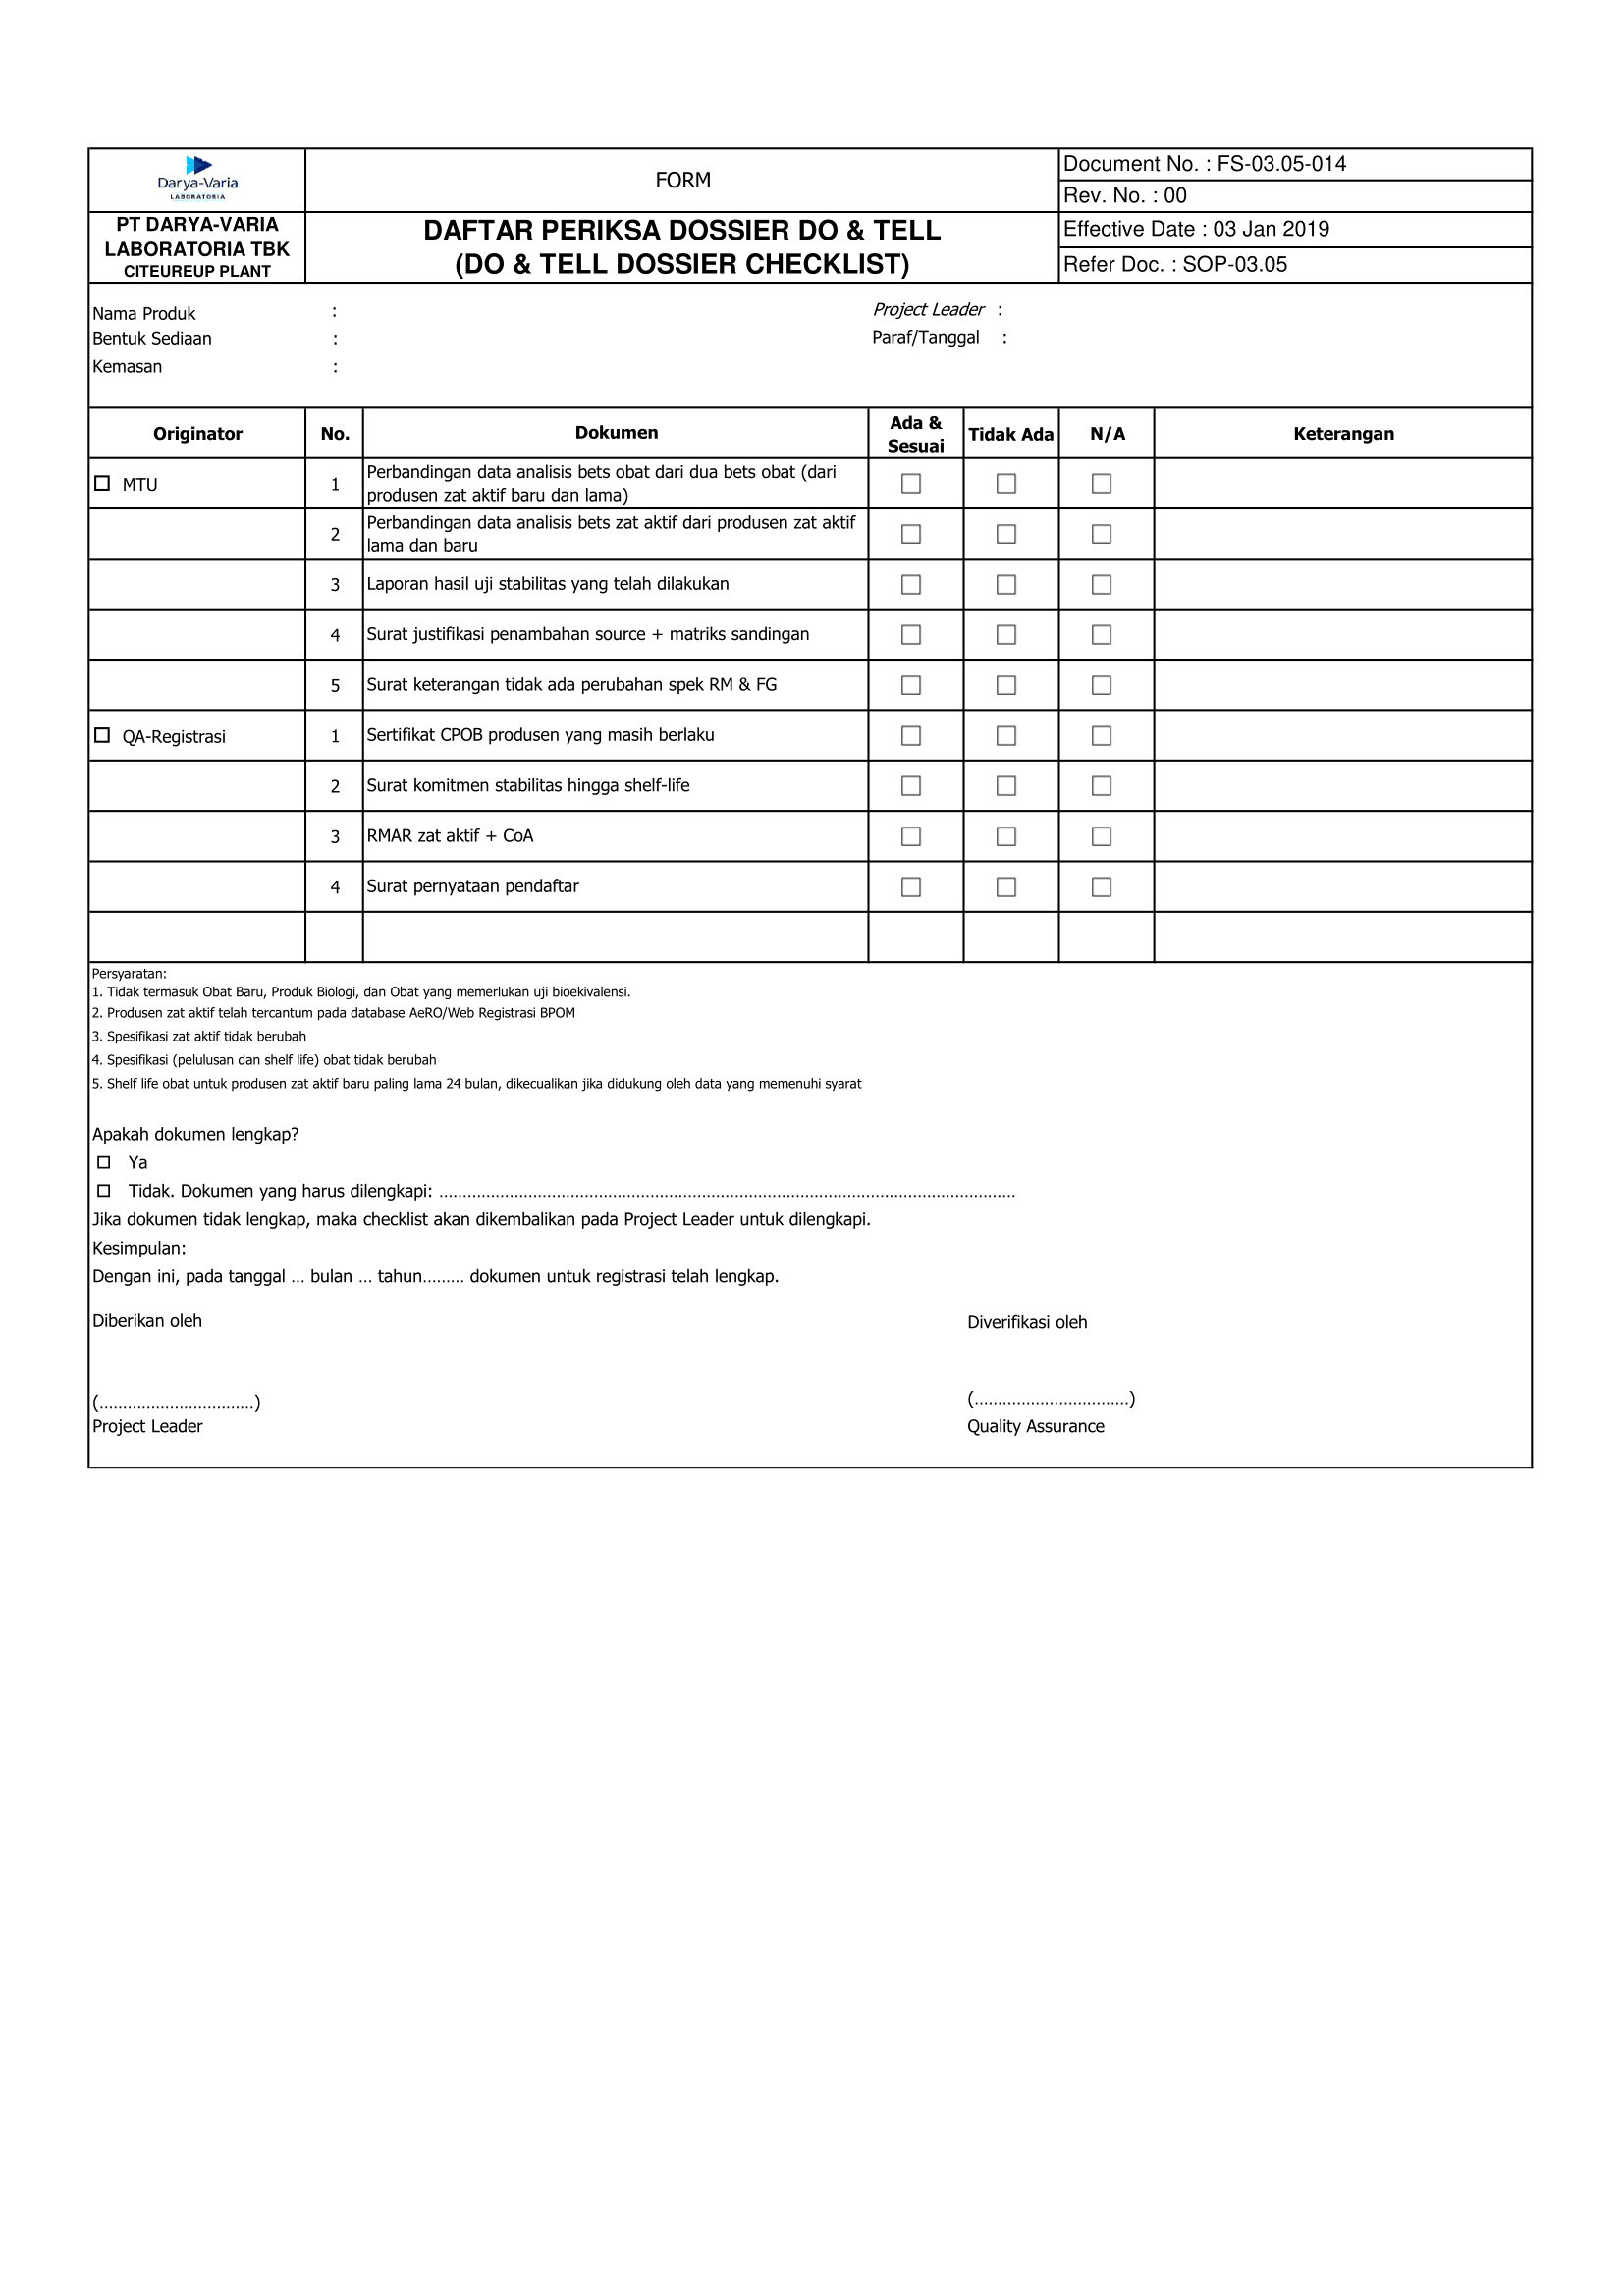 Darya-Varia
LABORATORIA
FORM
Document No. : FS-03.05-014
Rev. No. : 00
PT DARYA-VARIA
LABORATORIA TBK
CITEUREUP PLANT
DAFTAR PERIKSA DOSSIER DO & TELL
(DO & TELL DOSSIER CHECKLIST)
Effective Date : 03 Jan 2019
Refer Doc. : SOP-03.05
Nama Produk :
Project Leader :
Bentuk Sediaan :
Paraf/Tanggal :
Kemasan :
Originator No. Dokumen Ada & Sesuai Tidak Ada N/A Keterangan
☐ MTU 1 Perbandingan data analisis bets obat dari dua bets obat (dari
produsen zat aktif baru dan lama) ☐ ☐ ☐
2 Perbandingan data analisis bets zat aktif dari produsen zat aktif
lama dan baru ☐ ☐ ☐
3 Laporan hasil uji stabilitas yang telah dilakukan ☐ ☐ ☐
4 Surat justifikasi penambahan source + matriks sandingan ☐ ☐ ☐
5 Surat keterangan tidak ada perubahan spek RM & FG ☐ ☐ ☐
☐ QA-Registrasi 1 Sertifikat CPOB produsen yang masih berlaku ☐ ☐ ☐
2 Surat komitmen stabilitas hingga shelf-life ☐ ☐ ☐
3 RMAR zat aktif + CoA ☐ ☐ ☐
4 Surat pernyataan pendaftar ☐ ☐ ☐
Persyaratan:
1. Tidak termasuk Obat Baru, Produk Biologi, dan Obat yang memerlukan uji bioekivalensi.
2. Produsen zat aktif telah tercantum pada database AeRO/Web Registrasi BPOM
3. Spesifikasi zat aktif tidak berubah
4. Spesifikasi (pelulusan dan shelf life) obat tidak berubah
5. Shelf life obat untuk produsen zat aktif baru paling lama 24 bulan, dikecualikan jika didukung oleh data yang memenuhi syarat
Apakah dokumen lengkap?
☐ Ya
☐ Tidak. Dokumen yang harus dilengkapi: ..............................................................................................................
Jika dokumen tidak lengkap, maka checklist akan dikembalikan pada Project Leader untuk dilengkapi.
Kesimpulan:
Dengan ini, pada tanggal ... bulan ... tahun......... dokumen untuk registrasi telah lengkap.
Diberikan oleh
Diverifikasi oleh
(.................................)
(.................................)
Project Leader
Quality Assurance